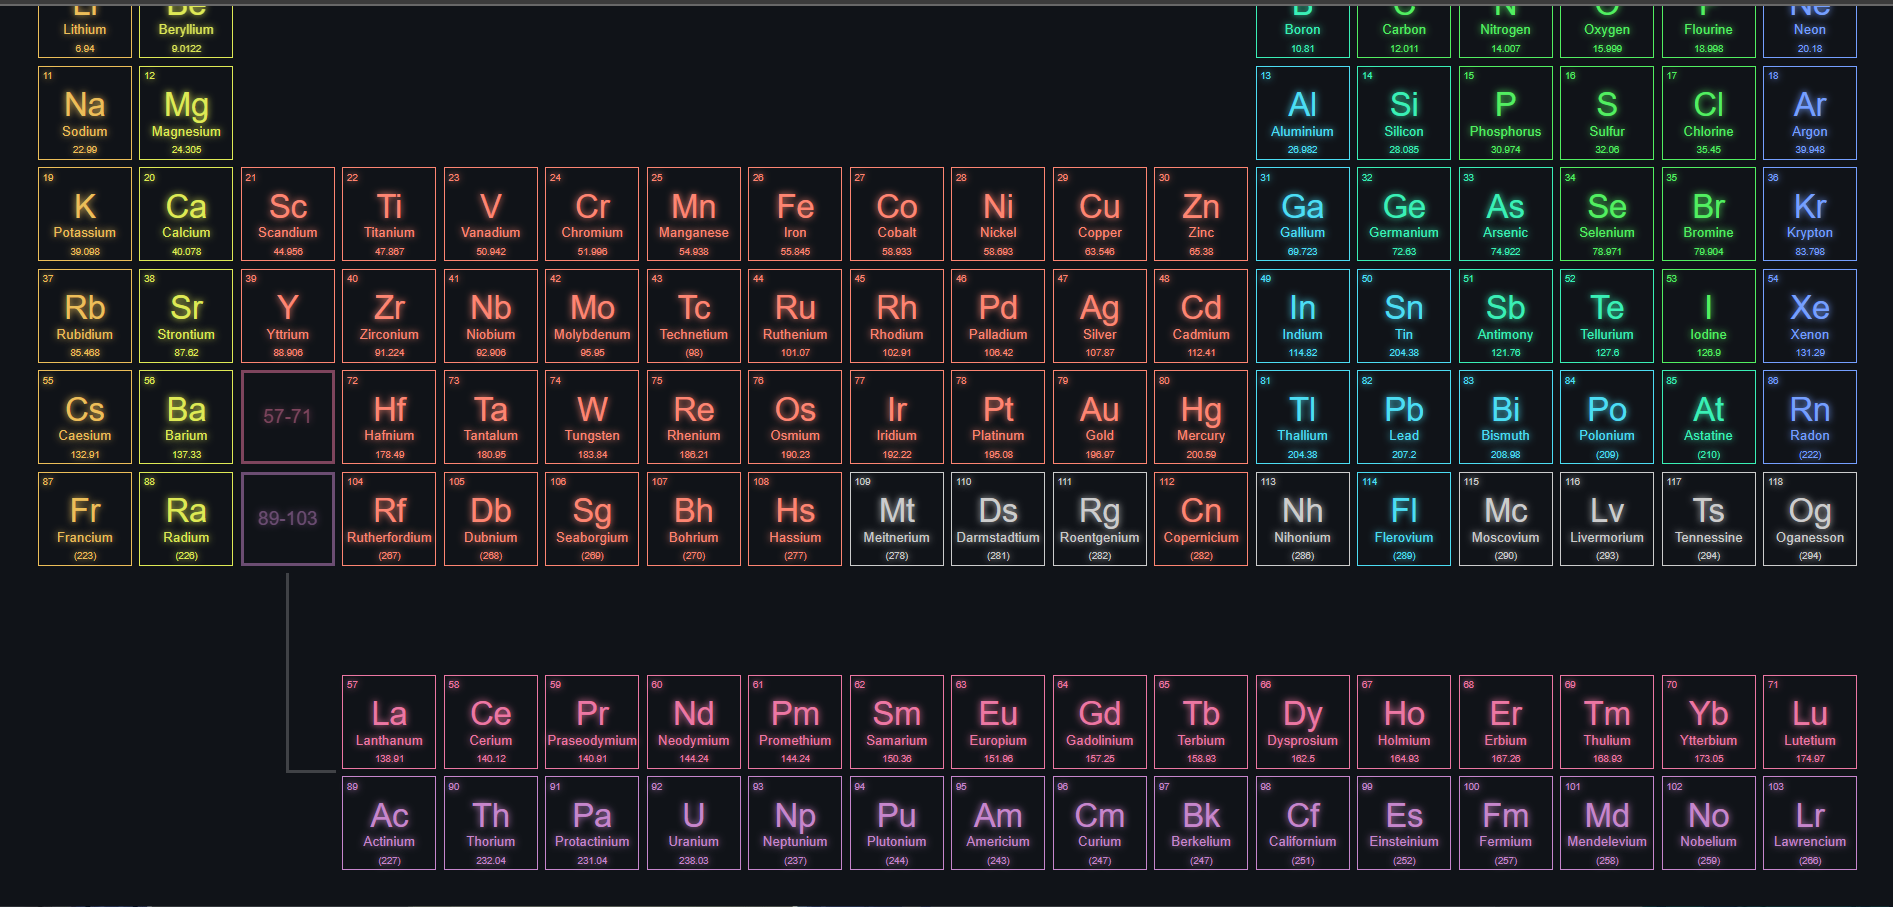 Li Be B C N O F Ne
Lithium Beryllium Boron Carbon Nitrogen Oxygen Flourine Neon
6.94 9.0122 10.81 12.011 14.007 15.999 18.998 20.18
11 12 13 14 15 16 17 18
Na Mg Al Si P S Cl Ar
Sodium Magnesium Aluminium Silicon Phosphorus Sulfur Chlorine Argon
22.99 24.305 26.982 28.085 30.974 32.06 35.45 39.948
19 20 21 22 23 24 25 26 27 28 29 30 31 32 33 34 35 36
K Ca Sc Ti V Cr Mn Fe Co Ni Cu Zn Ga Ge As Se Br Kr
Potassium Calcium Scandium Titanium Vanadium Chromium Manganese Iron Cobalt Nickel Copper Zinc Gallium Germanium Arsenic Selenium Bromine Krypton
39.098 40.078 44.956 47.867 50.942 51.996 54.938 55.845 58.933 58.693 63.546 65.38 69.723 72.63 74.922 78.971 79.904 83.798
37 38 39 40 41 42 43 44 45 46 47 48 49 50 51 52 53 54
Rb Sr Y Zr Nb Mo Tc Ru Rh Pd Ag Cd In Sn Sb Te I Xe
Rubidium Strontium Yttrium Zirconium Niobium Molybdenum Technetium Ruthenium Rhodium Palladium Silver Cadmium Indium Tin Antimony Tellurium Iodine Xenon
85.468 87.62 88.906 91.224 92.906 95.95 (98) 101.07 102.91 106.42 107.87 112.41 114.82 204.38 121.76 127.6 126.9 131.29
55 56 72 73 74 75 76 77 78 79 80 81 82 83 84 85 86
Cs Ba 57-71 Hf Ta W Re Os Ir Pt Au Hg Tl Pb Bi Po At Rn
Caesium Barium Hafnium Tantalum Tungsten Rhenium Osmium Iridium Platinum Gold Mercury Thallium Lead Bismuth Polonium Astatine Radon
132.91 137.33 178.49 180.95 183.84 186.21 190.23 192.22 195.08 196.97 200.59 204.38 207.2 208.98 (209) (210) (222)
87 88 104 105 106 107 108 109 110 111 112 113 114 115 116 117 118
Fr Ra 89-103 Rf Db Sg Bh Hs Mt Ds Rg Cn Nh Fl Mc Lv Ts Og
Francium Radium Rutherfordium Dubnium Seaborgium Bohrium Hassium Meitnerium Darmstadtium Roentgenium Copernicium Nihonium Flerovium Moscovium Livermorium Tennessine Oganesson
(223) (226) (267) (268) (269) (270) (277) (278) (281) (282) (282) (286) (289) (290) (293) (294) (294)
57 58 59 60 61 62 63 64 65 66 67 68 69 70 71
La Ce Pr Nd Pm Sm Eu Gd Tb Dy Ho Er Tm Yb Lu
Lanthanum Cerium Praseodymium Neodymium Promethium Samarium Europium Gadolinium Terbium Dysprosium Holmium Erbium Thulium Ytterbium Lutetium
138.91 140.12 140.91 144.24 144.24 150.36 151.96 157.25 158.93 162.5 164.93 167.26 168.93 173.05 174.97
89 90 91 92 93 94 95 96 97 98 99 100 101 102 103
Ac Th Pa U Np Pu Am Cm Bk Cf Es Fm Md No Lr
Actinium Thorium Protactinium Uranium Neptunium Plutonium Americium Curium Berkelium Californium Einsteinium Fermium Mendelevium Nobelium Lawrencium
(227) 232.04 231.04 238.03 (237) (244) (243) (247) (247) (251) (252) (257) (258) (259) (266)